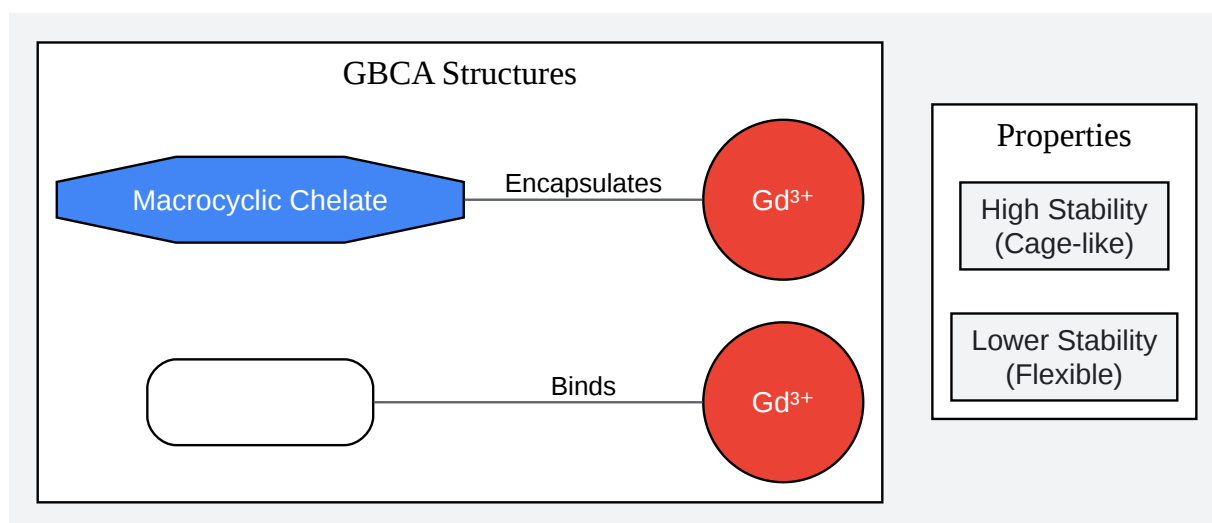 GBCA Structures
Macrocyclic Chelate
Encapsulates
Gd³⁺
Binds
Gd³⁺
Properties
High Stability
(Cage-like)
Lower Stability
(Flexible)